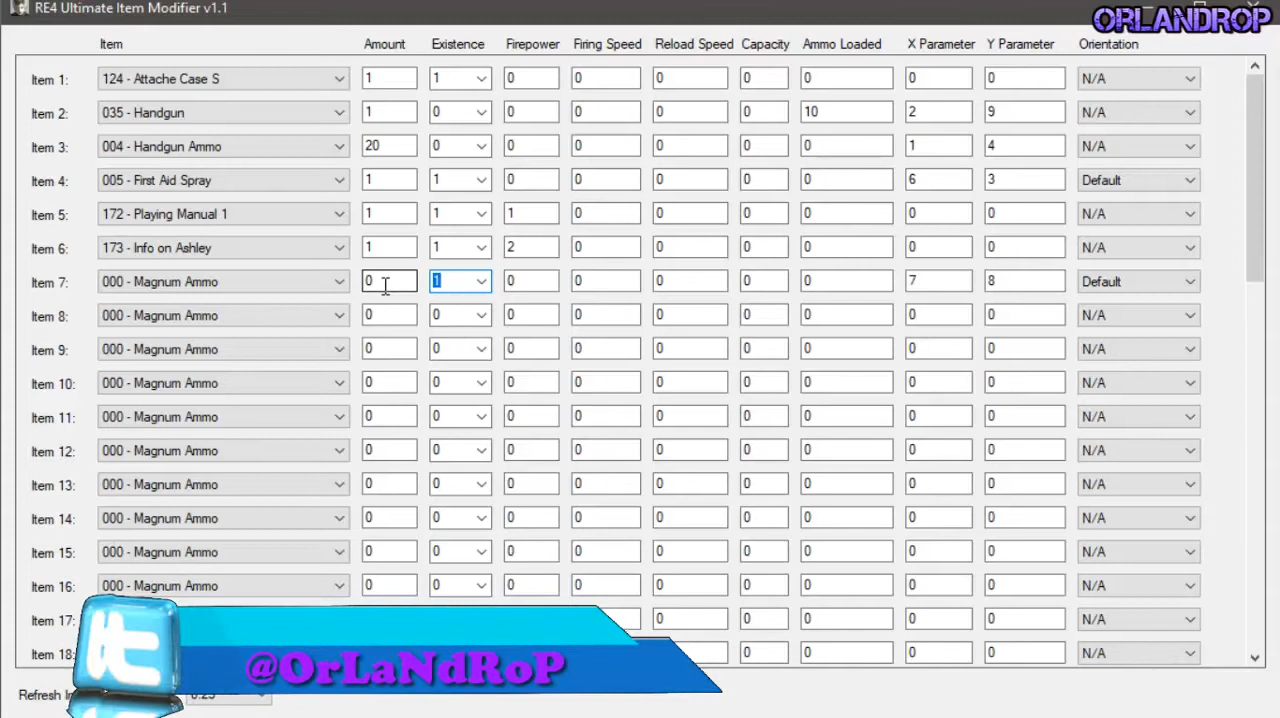 RE4 Ultimate Item Modifier v1.1
ORLANDROP
Item Amount Existence Firepower Firing Speed Reload Speed Capacity Ammo Loaded X Parameter Y Parameter Orientation
Item 1: 124 - Attache Case S 1 1 0 0 0 0 0 0 0 N/A
Item 2: 035 - Handgun 1 0 0 0 0 0 10 2 9 N/A
Item 3: 004 - Handgun Ammo 20 0 0 0 0 0 0 1 4 N/A
Item 4: 005 - First Aid Spray 1 1 0 0 0 0 0 6 3 Default
Item 5: 172 - Playing Manual 1 1 1 1 0 0 0 0 0 0 N/A
Item 6: 173 - Info on Ashley 1 1 2 0 0 0 0 0 0 N/A
Item 7: 000 - Magnum Ammo 0 1 0 0 0 0 0 7 8 Default
Item 8: 000 - Magnum Ammo 0 0 0 0 0 0 0 0 0 N/A
Item 9: 000 - Magnum Ammo 0 0 0 0 0 0 0 0 0 N/A
Item 10: 000 - Magnum Ammo 0 0 0 0 0 0 0 0 0 N/A
Item 11: 000 - Magnum Ammo 0 0 0 0 0 0 0 0 0 N/A
Item 12: 000 - Magnum Ammo 0 0 0 0 0 0 0 0 0 N/A
Item 13: 000 - Magnum Ammo 0 0 0 0 0 0 0 0 0 N/A
Item 14: 000 - Magnum Ammo 0 0 0 0 0 0 0 0 0 N/A
Item 15: 000 - Magnum Ammo 0 0 0 0 0 0 0 0 0 N/A
Item 16: 000 - Magnum Ammo 0 0 0 0 0 0 0 0 0 N/A
Item 17: 0 0 0 0 0 N/A
Item 18: 0 0 0 0 0 N/A
@OrLaNdRoP
Refresh